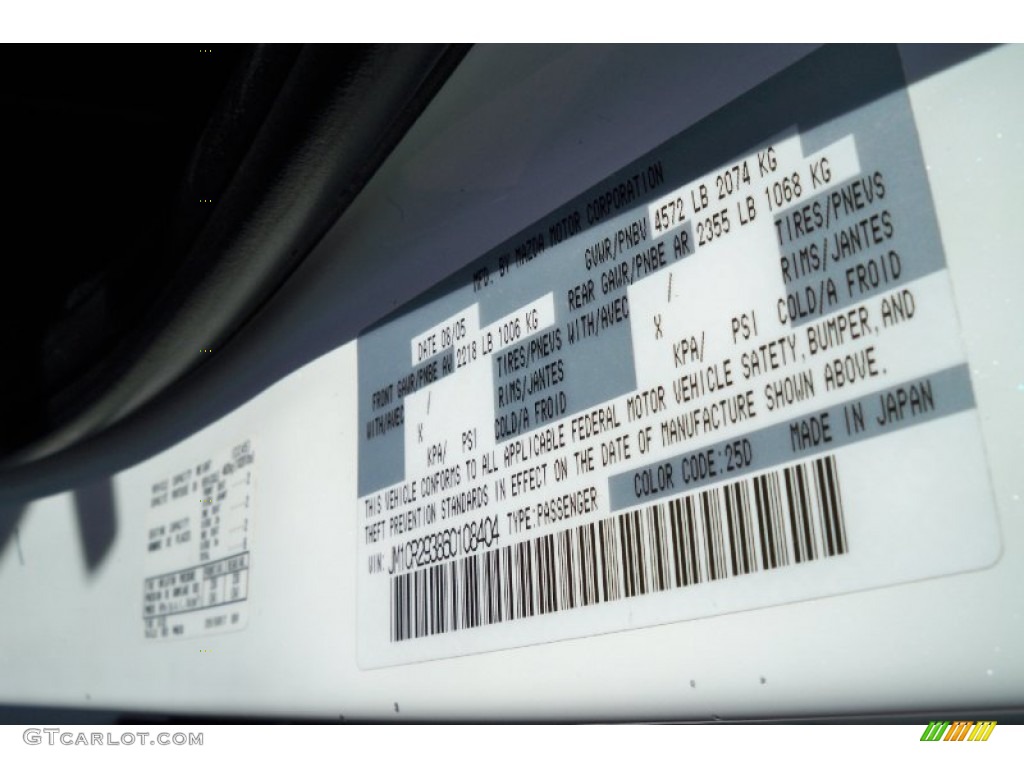 MFD. BY MAZDA MOTOR CORPORATION
DATE 08/05 GVWR/PNBV 4572 LB 2074 KG
FRONT GAWR/PNBE AV 2218 LB 1006 KG REAR GAWR/PNBE AR 2355 LB 1068 KG
WITH/AVEC / TIRES/PNEUS WITH/AVEC / TIRES/PNEUS
X RIMS/JANTES X RIMS/JANTES
KPA/ PSI COLD/A FROID KPA/ PSI COLD/A FROID
THIS VEHICLE CONFORMS TO ALL APPLICABLE FEDERAL MOTOR VEHICLE SAFETY, BUMPER, AND
THEFT PREVENTION STANDARDS IN EFFECT ON THE DATE OF MANUFACTURE SHOWN ABOVE.
VIN: JM1CR293860108404 TYPE:PASSENGER COLOR CODE:25D MADE IN JAPAN
GTCARLOT.COM